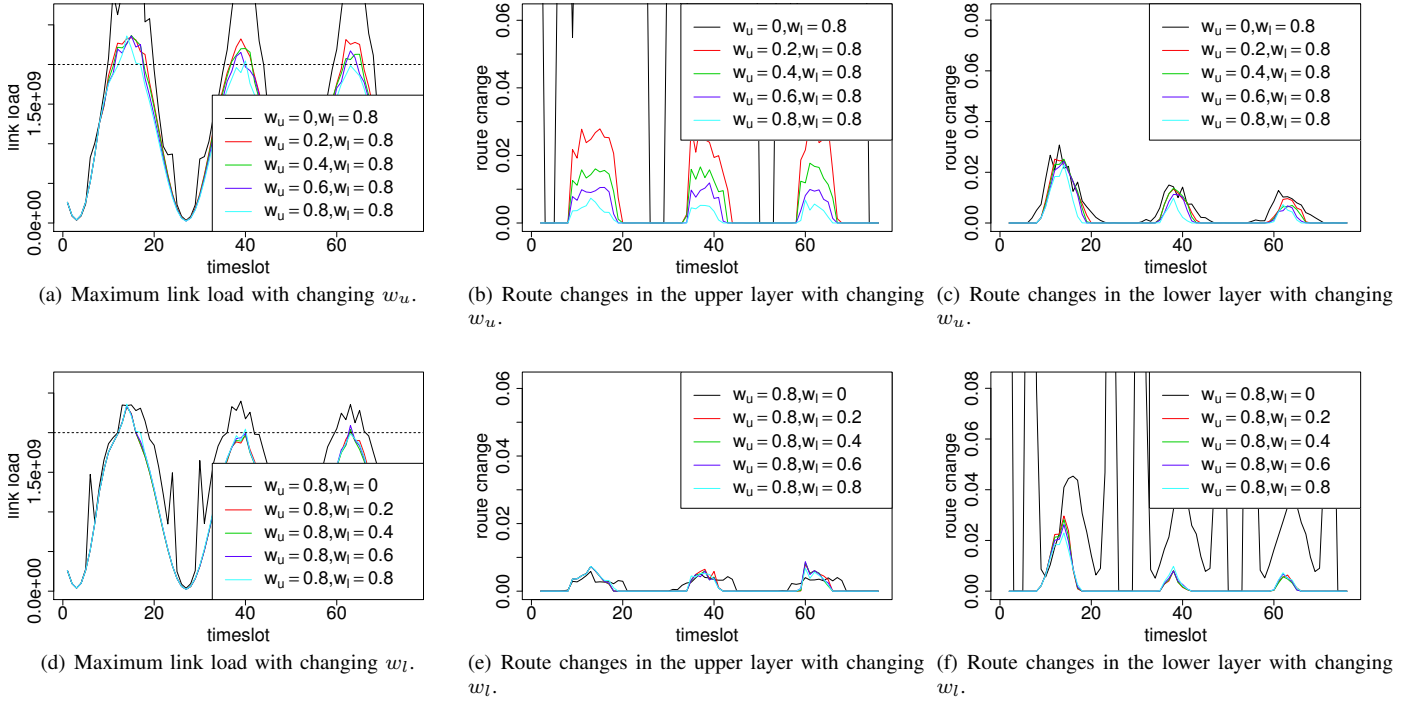 link load
0.0e+00
1.5e+09
0
20
40
60
timeslot
w_u = 0,w_l = 0.8
w_u = 0.2,w_l = 0.8
w_u = 0.4,w_l = 0.8
w_u = 0.6,w_l = 0.8
w_u = 0.8,w_l = 0.8
(a) Maximum link load with changing w_u.
route change
0.00
0.02
0.04
0.06
0
20
40
60
timeslot
w_u = 0,w_l = 0.8
w_u = 0.2,w_l = 0.8
w_u = 0.4,w_l = 0.8
w_u = 0.6,w_l = 0.8
w_u = 0.8,w_l = 0.8
(b) Route changes in the upper layer with changing
w_u.
route change
0.00
0.02
0.04
0.06
0.08
0
20
40
60
timeslot
w_u = 0,w_l = 0.8
w_u = 0.2,w_l = 0.8
w_u = 0.4,w_l = 0.8
w_u = 0.6,w_l = 0.8
w_u = 0.8,w_l = 0.8
(c) Route changes in the lower layer with changing
w_u.
link load
0.0e+00
1.5e+09
0
20
40
60
timeslot
w_u = 0.8,w_l = 0
w_u = 0.8,w_l = 0.2
w_u = 0.8,w_l = 0.4
w_u = 0.8,w_l = 0.6
w_u = 0.8,w_l = 0.8
(d) Maximum link load with changing w_l.
route change
0.00
0.02
0.04
0.06
0
20
40
60
timeslot
w_u = 0.8,w_l = 0
w_u = 0.8,w_l = 0.2
w_u = 0.8,w_l = 0.4
w_u = 0.8,w_l = 0.6
w_u = 0.8,w_l = 0.8
(e) Route changes in the upper layer with changing
w_l.
route change
0.00
0.02
0.04
0.06
0.08
0
20
40
60
timeslot
w_u = 0.8,w_l = 0
w_u = 0.8,w_l = 0.2
w_u = 0.8,w_l = 0.4
w_u = 0.8,w_l = 0.6
w_u = 0.8,w_l = 0.8
(f) Route changes in the lower layer with changing
w_l.